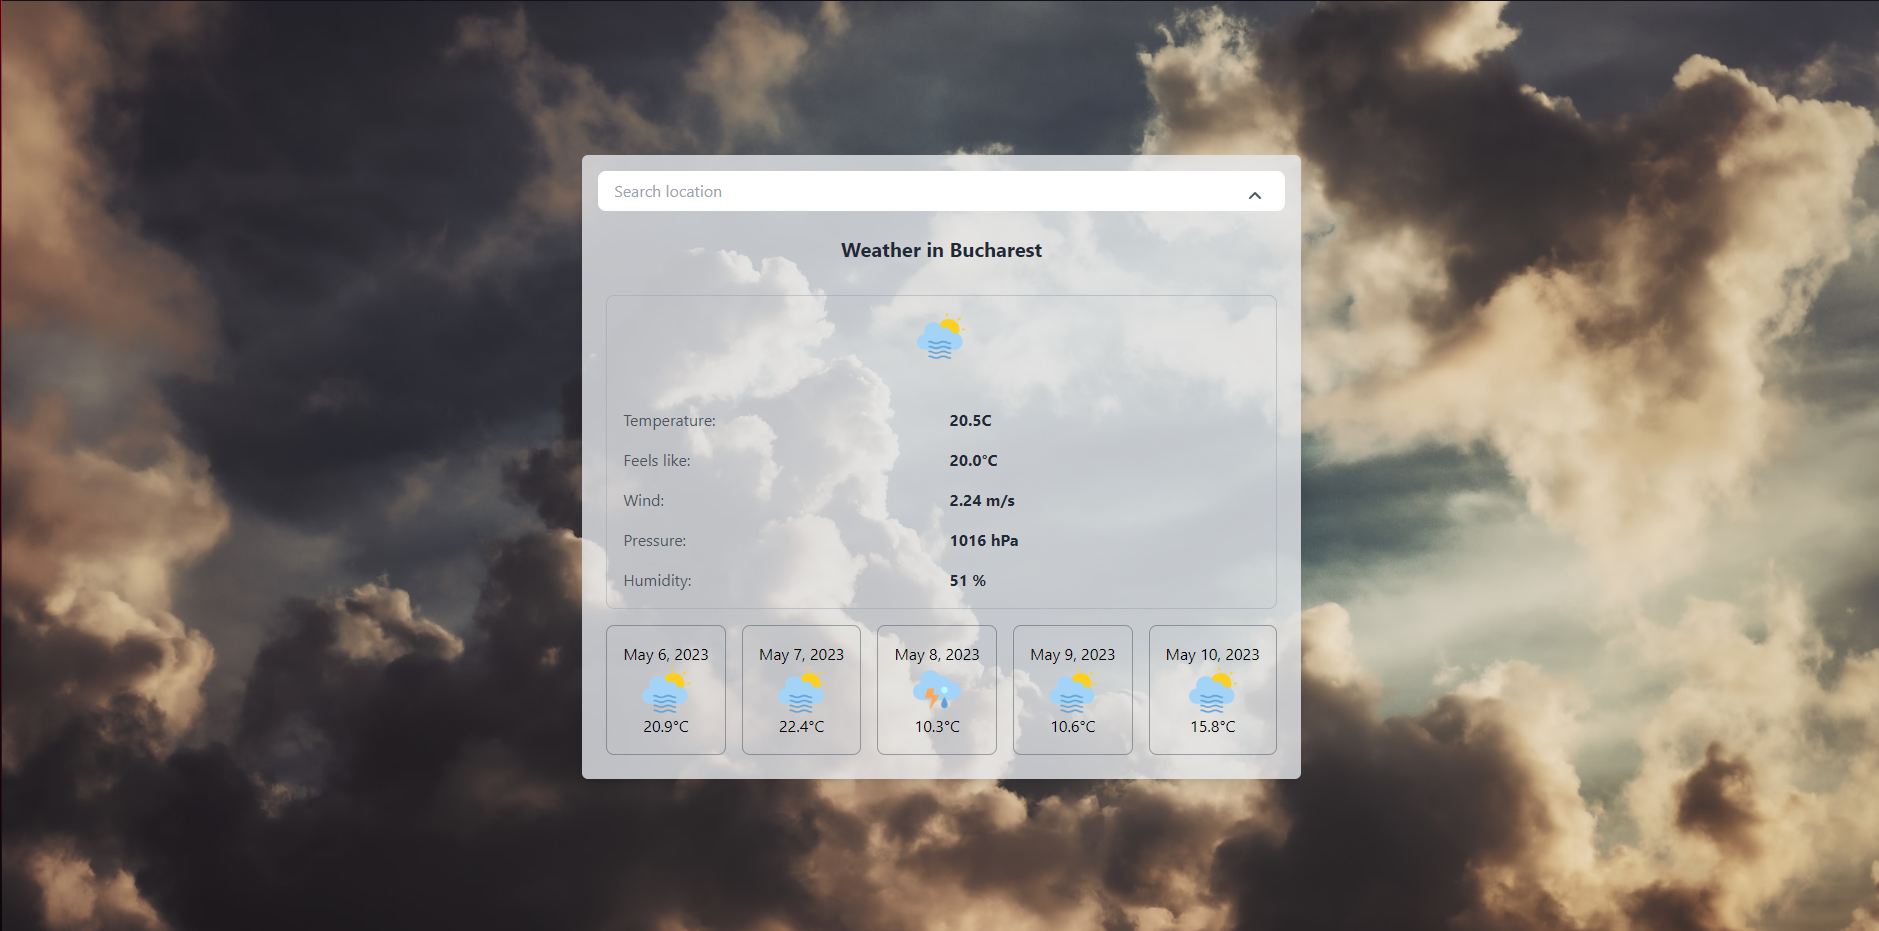 Search location
Weather in Bucharest
Temperature: 20.5C
Feels like: 20.0°C
Wind: 2.24 m/s
Pressure: 1016 hPa
Humidity: 51 %
May 6, 2023 May 7, 2023 May 8, 2023 May 9, 2023 May 10, 2023
20.9°C 22.4°C 10.3°C 10.6°C 15.8°C